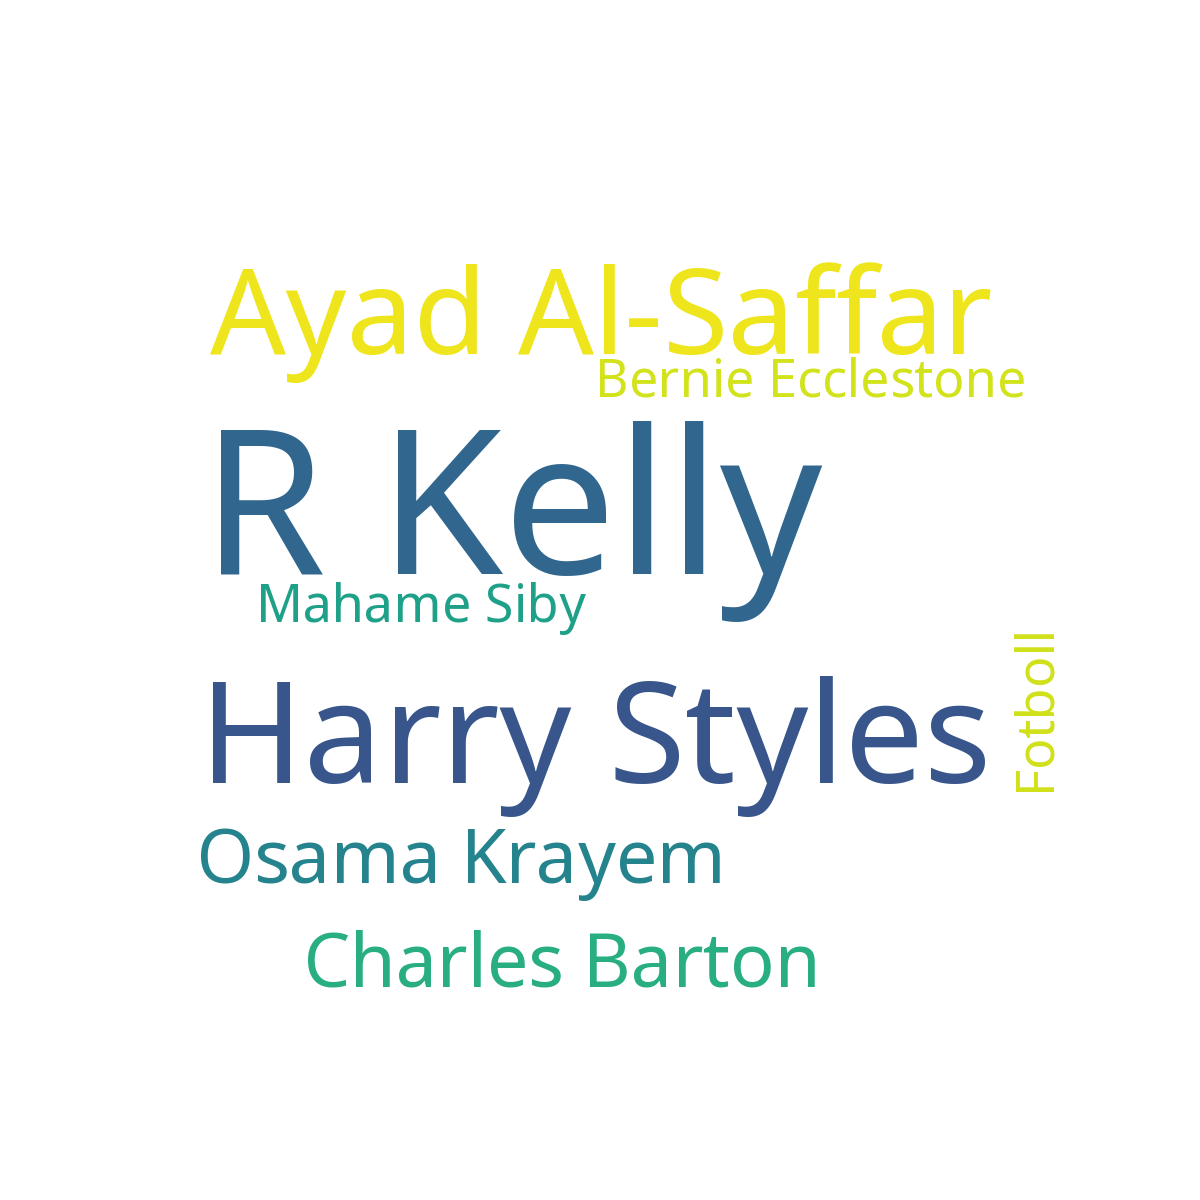 Ayad Al-Saffar
Bernie Ecclestone
R Kelly
Mahame Siby
Fotboll
Harry Styles
Osama Krayem
Charles Barton